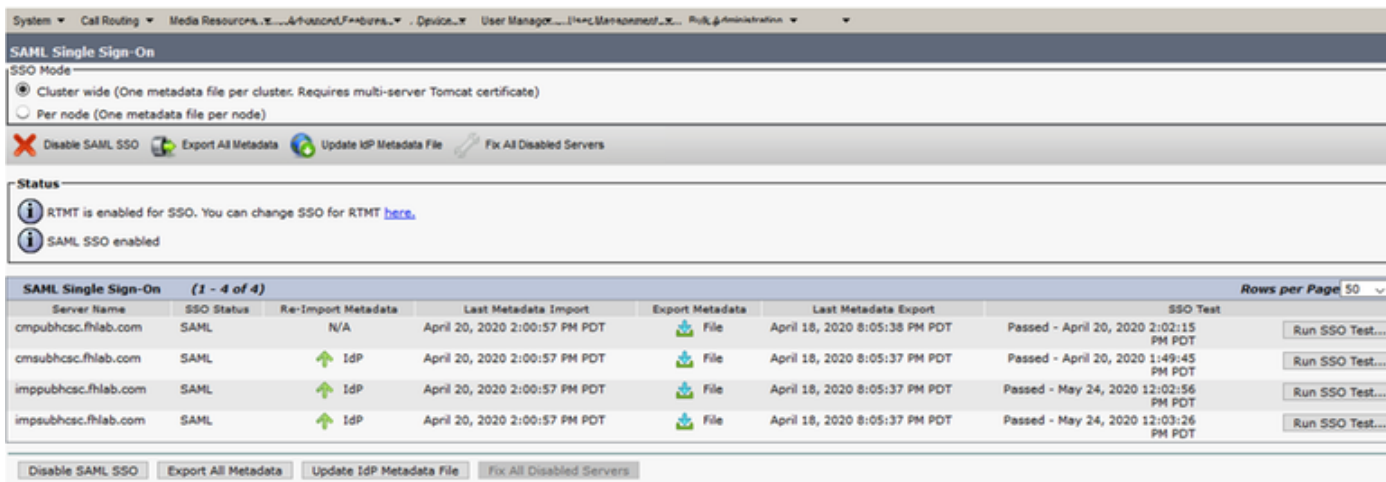 System Call Routing Media Resources Advanced Features Device User Management Bulk Administration
SAML Single Sign-On
SSO Mode
Cluster wide (One metadata file per cluster. Requires multi-server Tomcat certificate)
Per node (One metadata file per node)
Disable SAML SSO Export All Metadata Update IdP Metadata File Fix All Disabled Servers
Status
RTMT is enabled for SSO. You can change SSO for RTMT here.
SAML SSO enabled
SAML Single Sign-On (1 - 4 of 4) Rows per Page 50
Server Name SSO Status Re-Import Metadata Last Metadata Import Export Metadata Last Metadata Export SSO Test
cmpubhcsc.fhlab.com SAML N/A April 20, 2020 2:00:57 PM PDT File April 18, 2020 8:05:38 PM PDT Passed - April 20, 2020 2:02:15 PM PDT Run SSO Test...
cmsubhcsc.fhlab.com SAML IdP April 20, 2020 2:00:57 PM PDT File April 18, 2020 8:05:37 PM PDT Passed - April 20, 2020 1:49:45 PM PDT Run SSO Test...
imppubhcsc.fhlab.com SAML IdP April 20, 2020 2:00:57 PM PDT File April 18, 2020 8:05:37 PM PDT Passed - May 24, 2020 12:02:56 PM PDT Run SSO Test...
impsubhcsc.fhlab.com SAML IdP April 20, 2020 2:00:57 PM PDT File April 18, 2020 8:05:37 PM PDT Passed - May 24, 2020 12:03:26 PM PDT Run SSO Test...
Disable SAML SSO Export All Metadata Update IdP Metadata File Fix All Disabled Servers